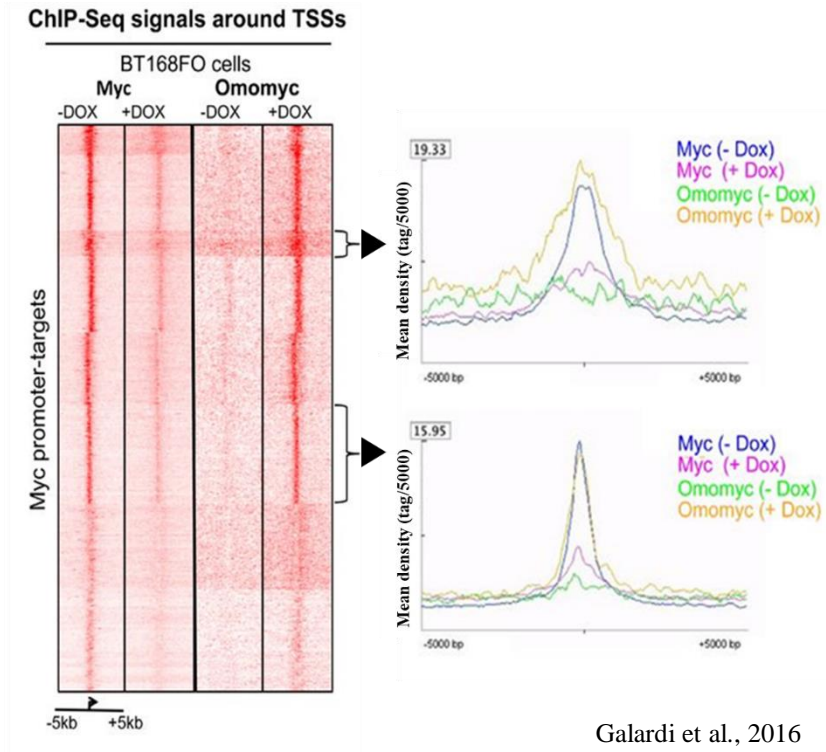 ChIP-Seq signals around TSSs
BT168FO cells
Myc Omomyc
-DOX +DOX -DOX +DOX
Myc promoter-targets
-5kb +5kb
19.33
Mean density (tag/5000)
-5000 bp +5000 bp
Myc (- Dox)
Myc (+ Dox)
Omomyc (- Dox)
Omomyc (+ Dox)
15.95
Mean density (tag/5000)
-5000 bp +5000 bp
Myc (- Dox)
Myc (+ Dox)
Omomyc (- Dox)
Omomyc (+ Dox)
Galardi et al., 2016